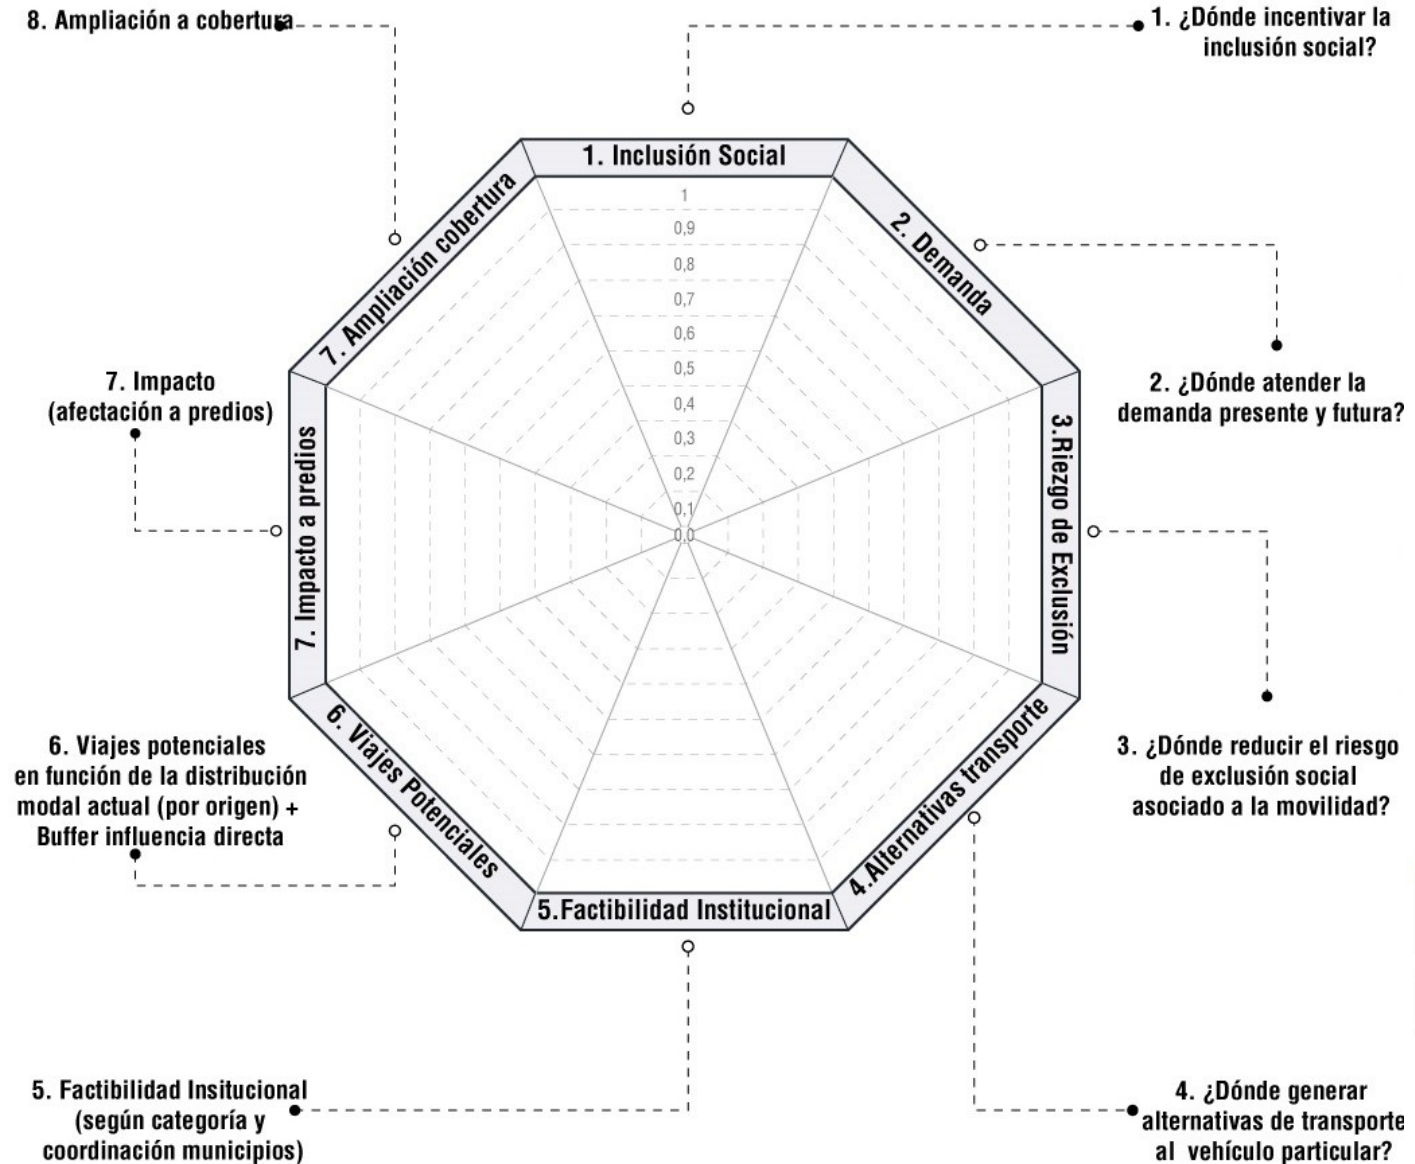 8. Ampliación a cobertura
1. ¿Dónde incentivar la
inclusión social?
1. Inclusión Social
2. Demanda
3.Riezgo de Exclusión
4.Alternativas transporte
5.Factibilidad Institucional
6. Viajes Potenciales
7. Impacto a predios
7. Ampliación cobertura
1
0,9
0,8
0,7
0,6
0,5
0,4
0,3
0,2
0,1
0,0
2. ¿Dónde atender la
demanda presente y futura?
7. Impacto
(afectación a predios)
3. ¿Dónde reducir el riesgo
de exclusión social
asociado a la movilidad?
6. Viajes potenciales
en función de la distribución
modal actual (por origen) +
Buffer influencia directa
5. Factibilidad Insitucional
(según categoría y
coordinación municipios)
4. ¿Dónde generar
alternativas de transporte
al vehículo particular?